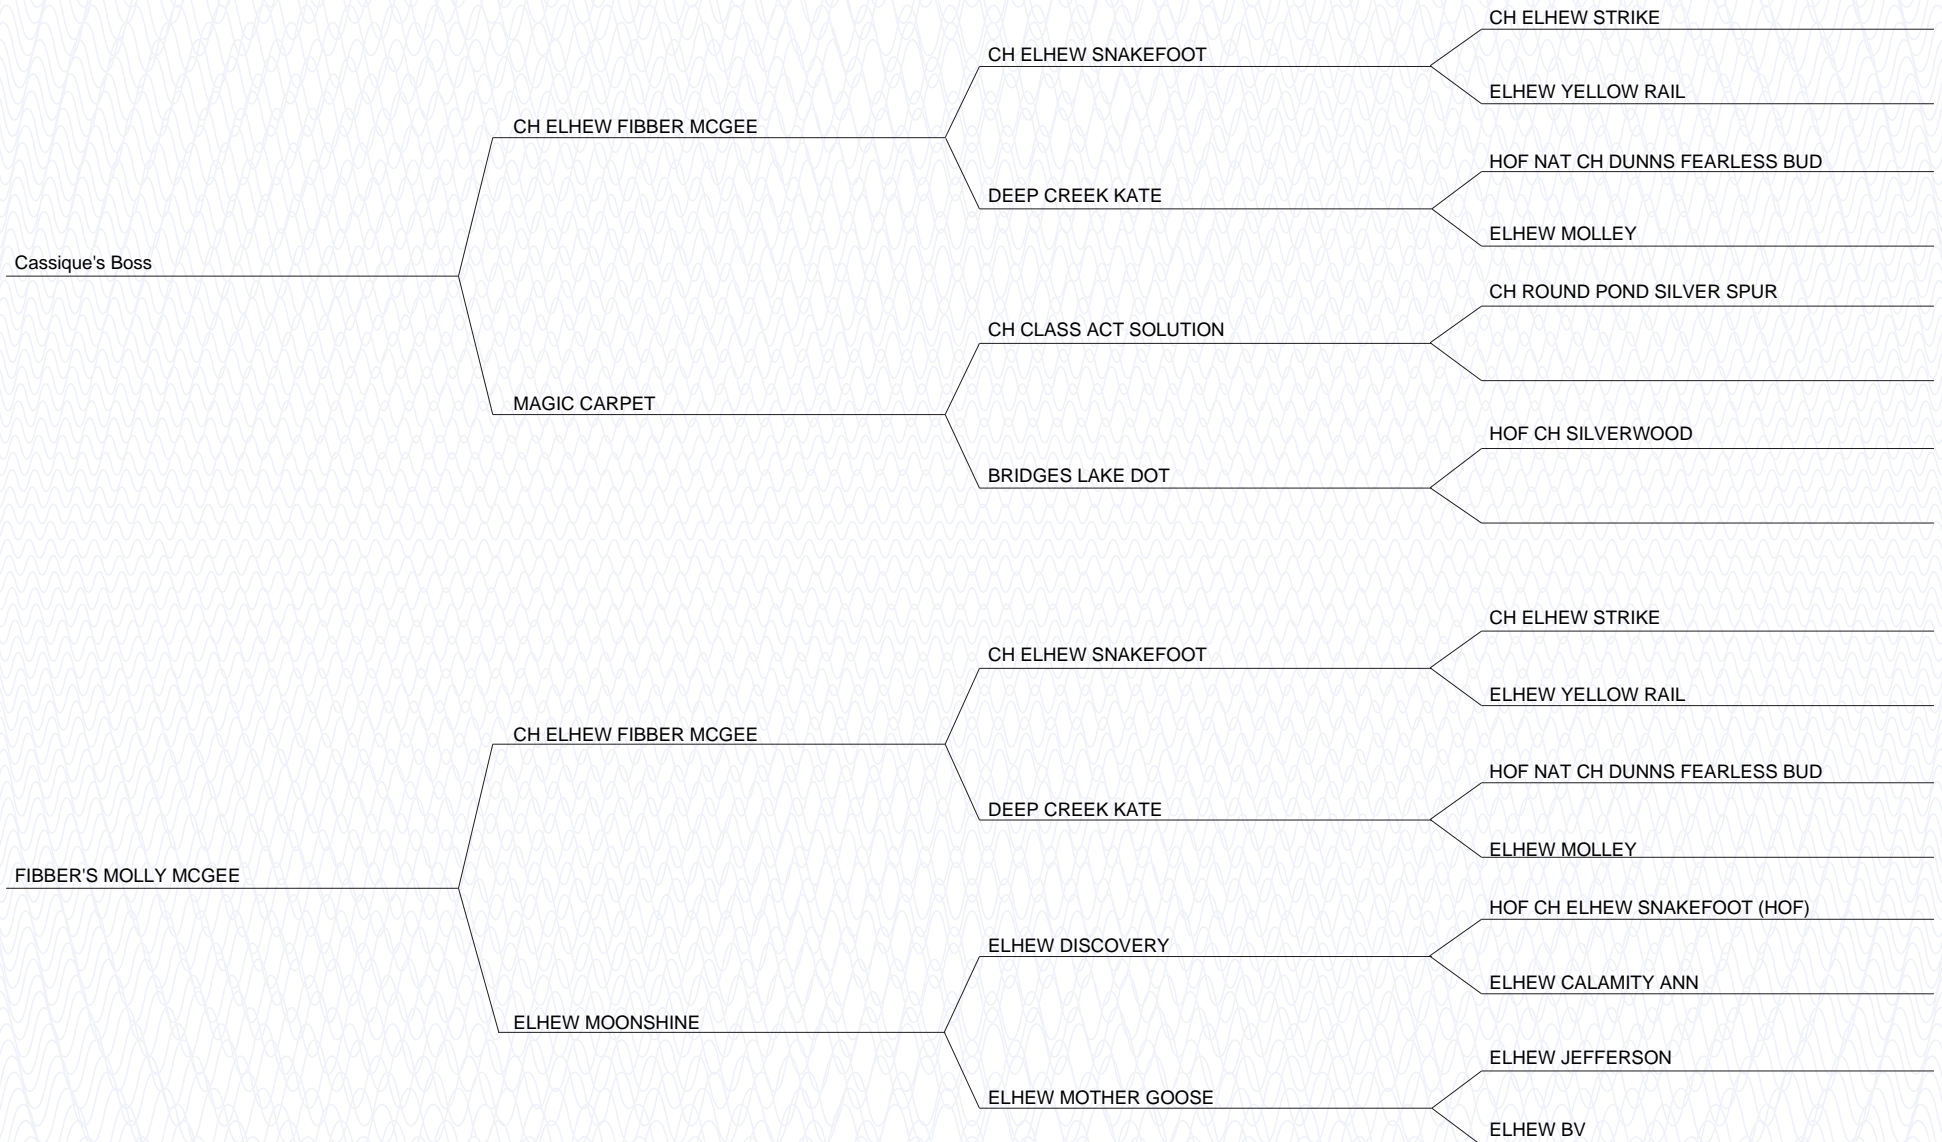 CH ELHEW STRIKE
CH ELHEW SNAKEFOOT
ELHEW YELLOW RAIL
CH ELHEW FIBBER MCGEE
HOF NAT CH DUNNS FEARLESS BUD
DEEP CREEK KATE
ELHEW MOLLEY
Cassique's Boss
CH ROUND POND SILVER SPUR
CH CLASS ACT SOLUTION
MAGIC CARPET
HOF CH SILVERWOOD
BRIDGES LAKE DOT
CH ELHEW STRIKE
CH ELHEW SNAKEFOOT
ELHEW YELLOW RAIL
CH ELHEW FIBBER MCGEE
HOF NAT CH DUNNS FEARLESS BUD
DEEP CREEK KATE
ELHEW MOLLEY
FIBBER'S MOLLY MCGEE
HOF CH ELHEW SNAKEFOOT (HOF)
ELHEW DISCOVERY
ELHEW CALAMITY ANN
ELHEW MOONSHINE
ELHEW JEFFERSON
ELHEW MOTHER GOOSE
ELHEW BV